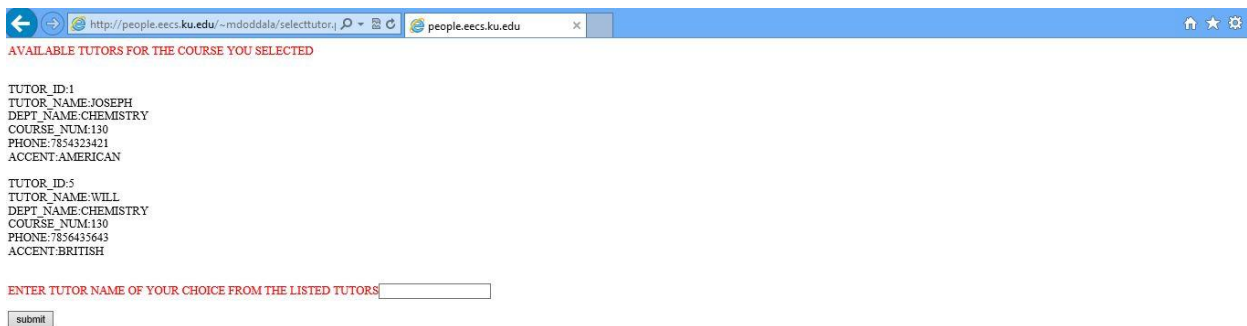 http://people.eecs.ku.edu/~mdoddala/selecttutor.
people.eecs.ku.edu
AVAILABLE TUTORS FOR THE COURSE YOU SELECTED
TUTOR_ID:1
TUTOR_NAME:JOSEPH
DEPT_NAME:CHEMISTRY
COURSE_NUM:130
PHONE:7854323421
ACCENT:AMERICAN
TUTOR_ID:5
TUTOR_NAME:WILL
DEPT_NAME:CHEMISTRY
COURSE_NUM:130
PHONE:7856435643
ACCENT:BRITISH
ENTER TUTOR NAME OF YOUR CHOICE FROM THE LISTED TUTORS
submit